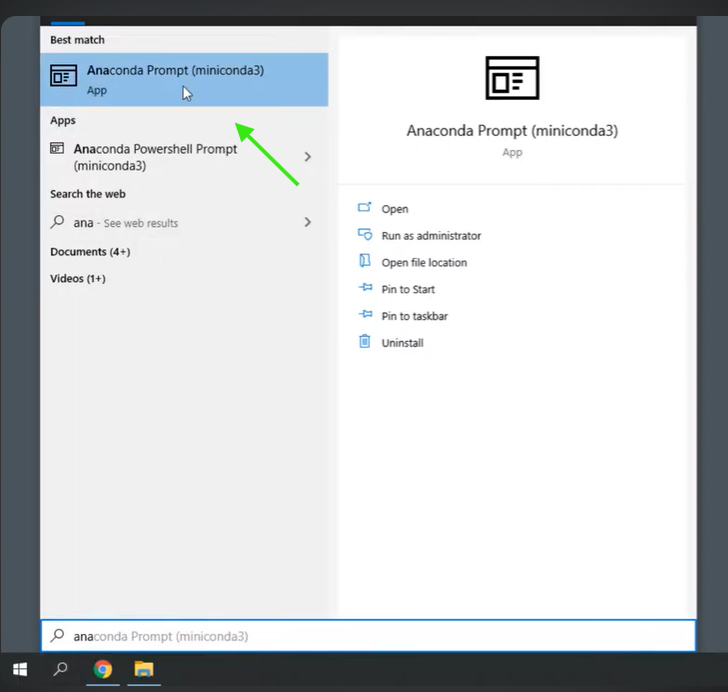 Best match
Anaconda Prompt (miniconda3)
App
Apps
Anaconda Powershell Prompt
(miniconda3)
Search the web
ana - See web results
Documents (4+)
Videos (1+)
Anaconda Prompt (miniconda3)
App
Open
Run as administrator
Open file location
Pin to Start
Pin to taskbar
Uninstall
anaconda Prompt (miniconda3)